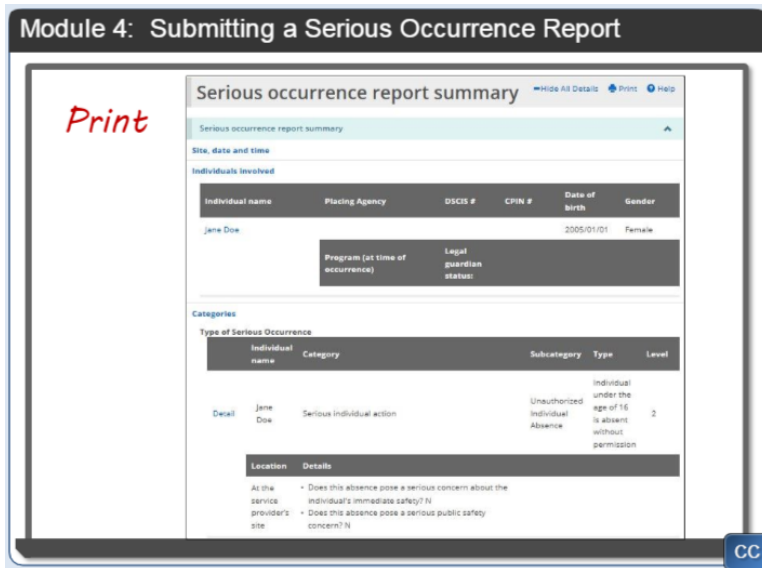 Module 4: Submitting a Serious Occurrence Report
Print
Serious occurrence report summary
Hide All Details Print Help
Serious occurrence report summary
Site, date and time
Individuals involved
Individual name Placing Agency DSCIS # CPIN # Date of birth Gender
Jane Doe 2005/01/01 Female
Program (at time of occurrence) Legal guardian status:
Categories
Type of Serious Occurrence
Individual name Category Subcategory Type Level
Detail Jane Doe Serious individual action Unauthorized Individual Absence Individual under the age of 16 is absent without permission 2
Location Details
At the service provider's site
• Does this absence pose a serious concern about the individual's immediate safety? N
• Does this absence pose a serious public safety concern? N
CC